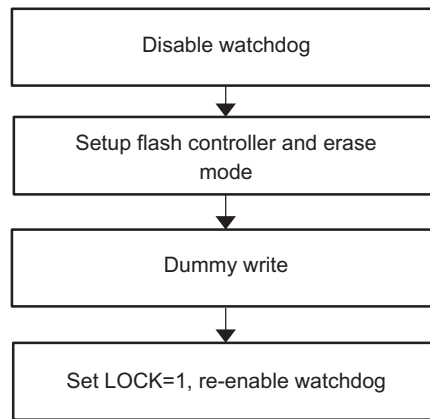 Disable watchdog
Setup flash controller and erase
mode
Dummy write
Set LOCK=1, re-enable watchdog